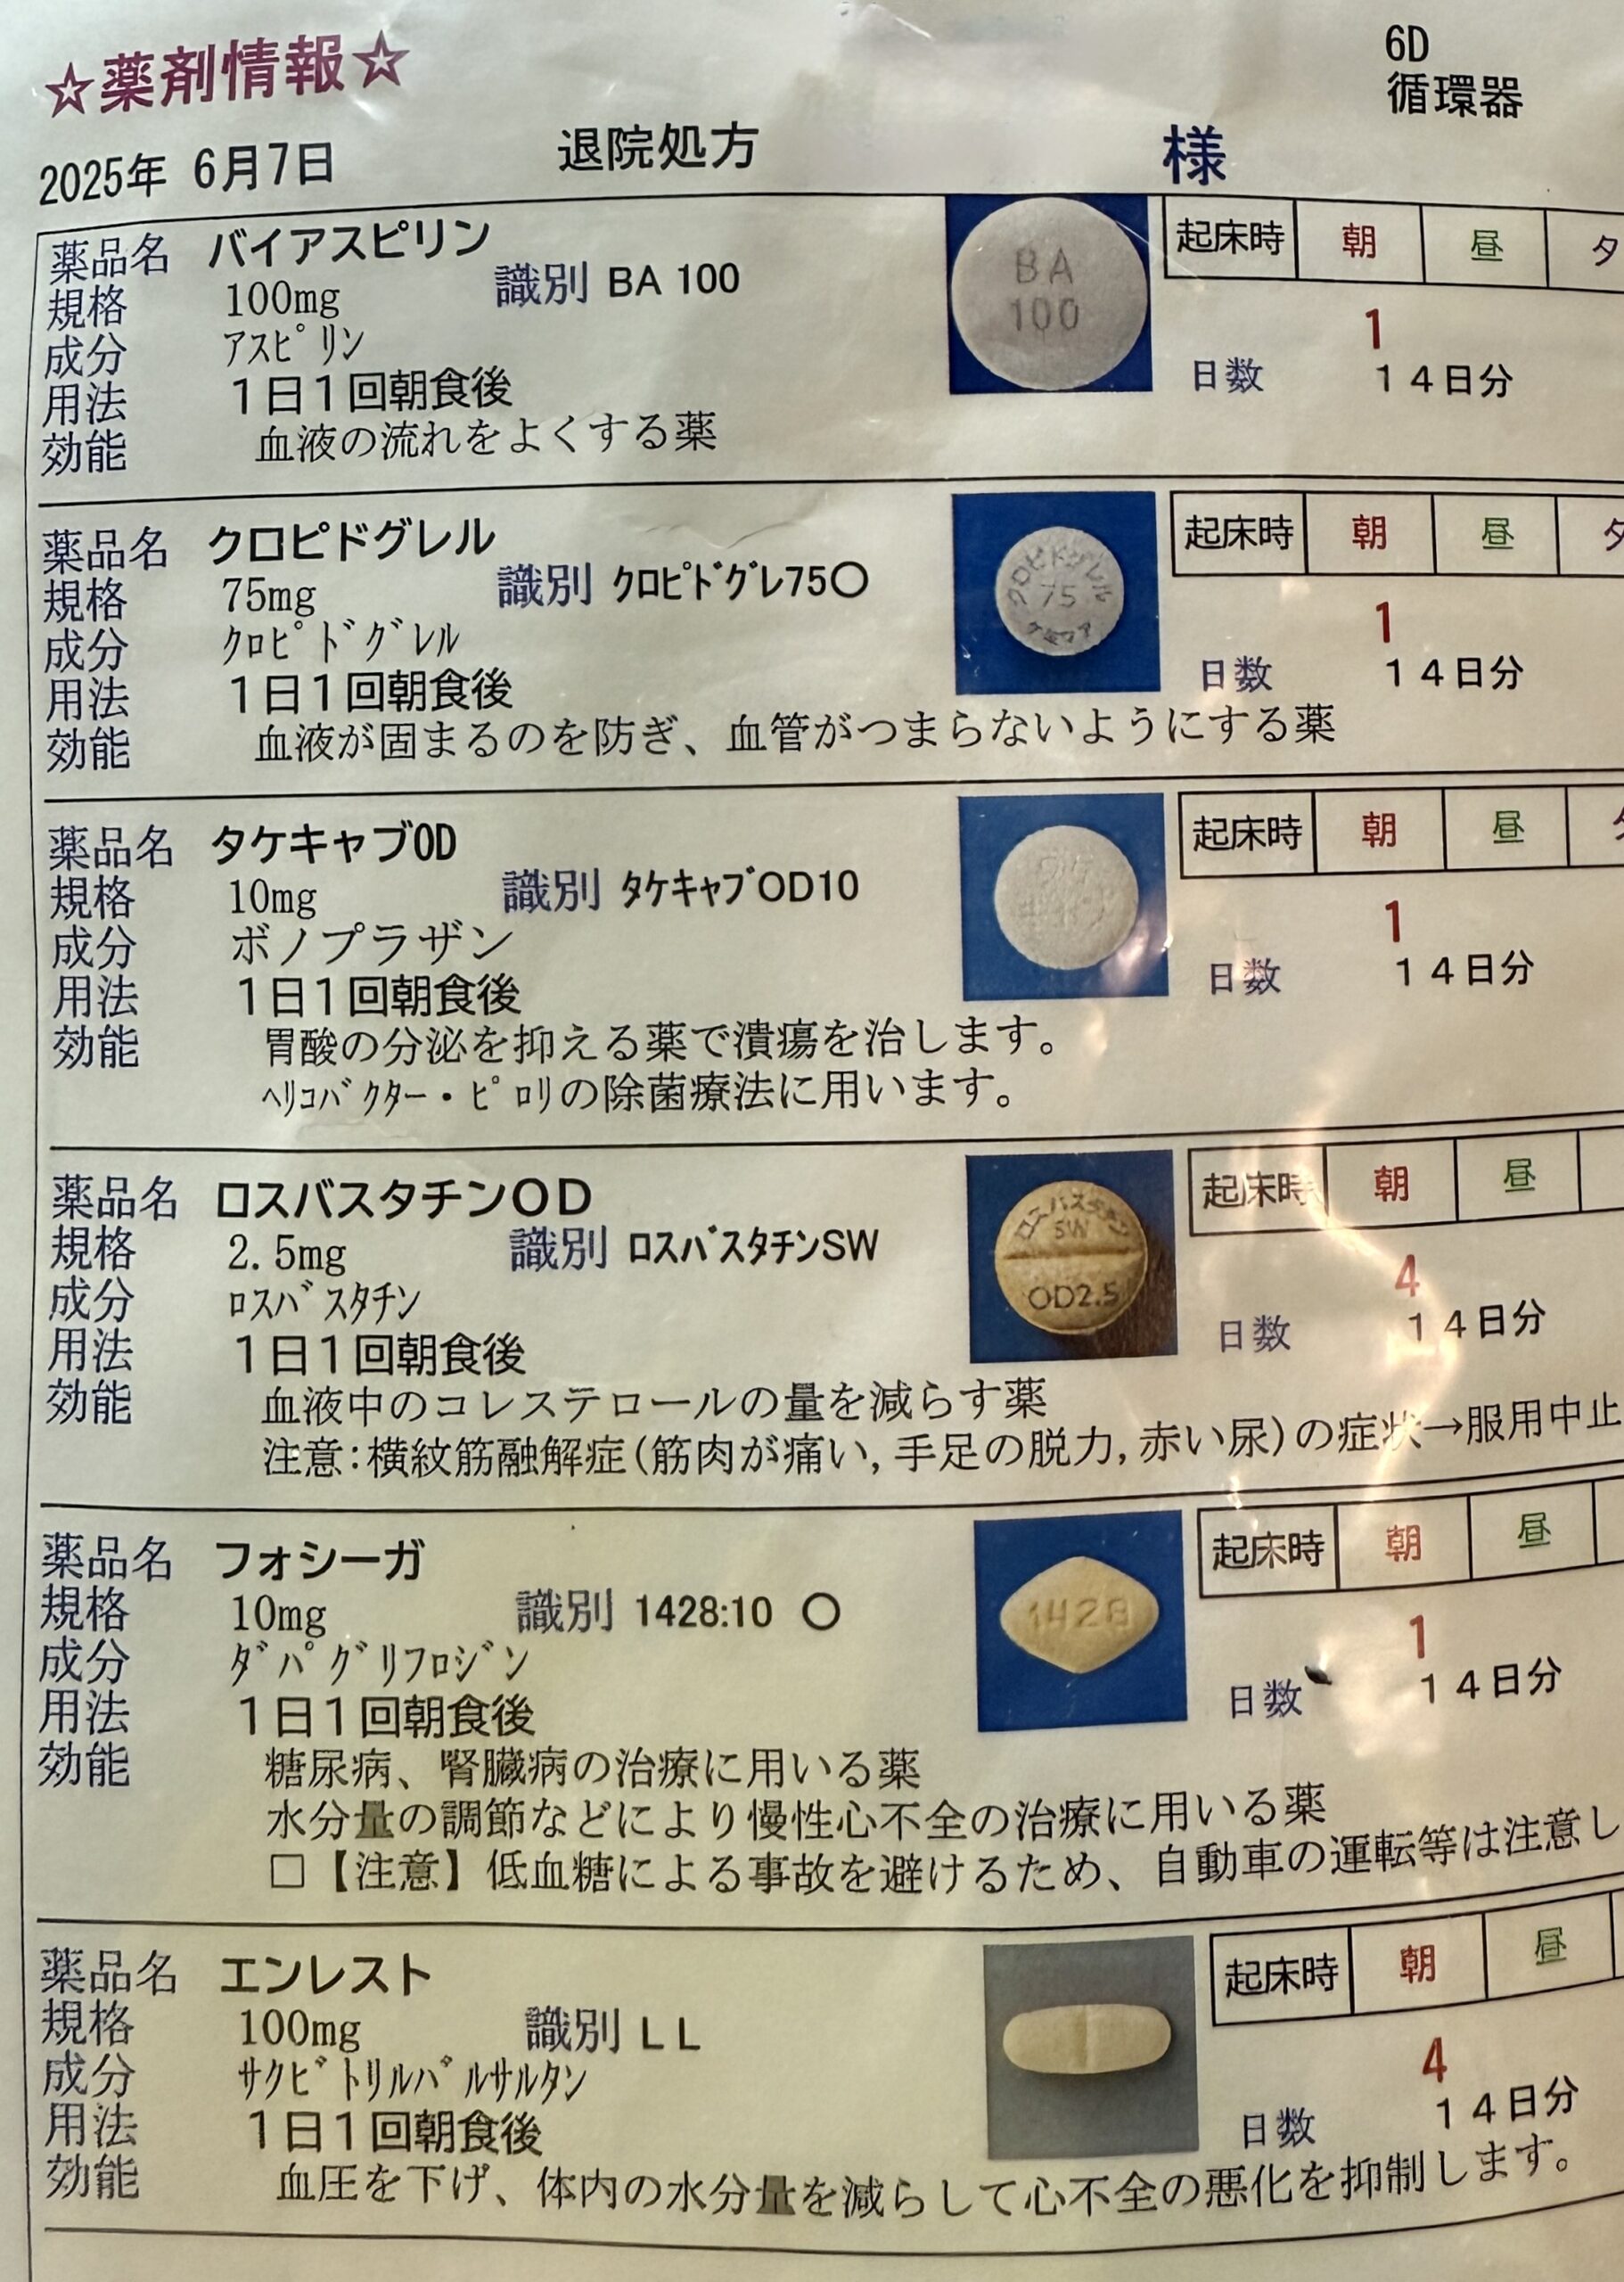 ☆薬剤情報☆
6D
循環器
2025年 6月7日 退院処方 様
薬品名 バイアスピリン
規格 100mg 識別 BA 100
成分 アスピリン
用法 1日1回朝食後
効能 血液の流れをよくする薬
BA
100
起床時 朝 昼 夕
1
日数 14日分
薬品名 クロピドグレル
規格 75mg 識別 クロピドグレ75〇
成分 クロピドグレル
用法 1日1回朝食後
効能 血液が固まるのを防ぎ、血管がつまらないようにする薬
クロピドグレル
75
ケミファ
起床時 朝 昼 夕
1
日数 14日分
薬品名 タケキャブOD
規格 10mg 識別 タケキャブOD10
成分 ボノプラザン
用法 1日1回朝食後
効能 胃酸の分泌を抑える薬で潰瘍を治します。
ヘリコバクター・ピロリの除菌療法に用います。
起床時 朝 昼
1
日数 14日分
薬品名 ロスバスタチンOD
規格 2.5mg 識別 ロスバスタチンSW
成分 ロスバスタチン
用法 1日1回朝食後
効能 血液中のコレステロールの量を減らす薬
注意:横紋筋融解症(筋肉が痛い,手足の脱力,赤い尿)の症状→服用中止
ロスバスタチン
SW
OD2.5
起床時 朝 昼
4
日数 14日分
薬品名 フォシーガ
規格 10mg 識別 1428:10 〇
成分 ダパグリフロジン
用法 1日1回朝食後
効能 糖尿病、腎臓病の治療に用いる薬
水分量の調節などにより慢性心不全の治療に用いる薬
□【注意】低血糖による事故を避けるため、自動車の運転等は注意し
1428
起床時 朝 昼
1
日数 14日分
薬品名 エンレスト
規格 100mg 識別 LL
成分 サクビトリルバルサルタン
用法 1日1回朝食後
効能 血圧を下げ、体内の水分量を減らして心不全の悪化を抑制します。
起床時 朝 昼
4
日数 14日分